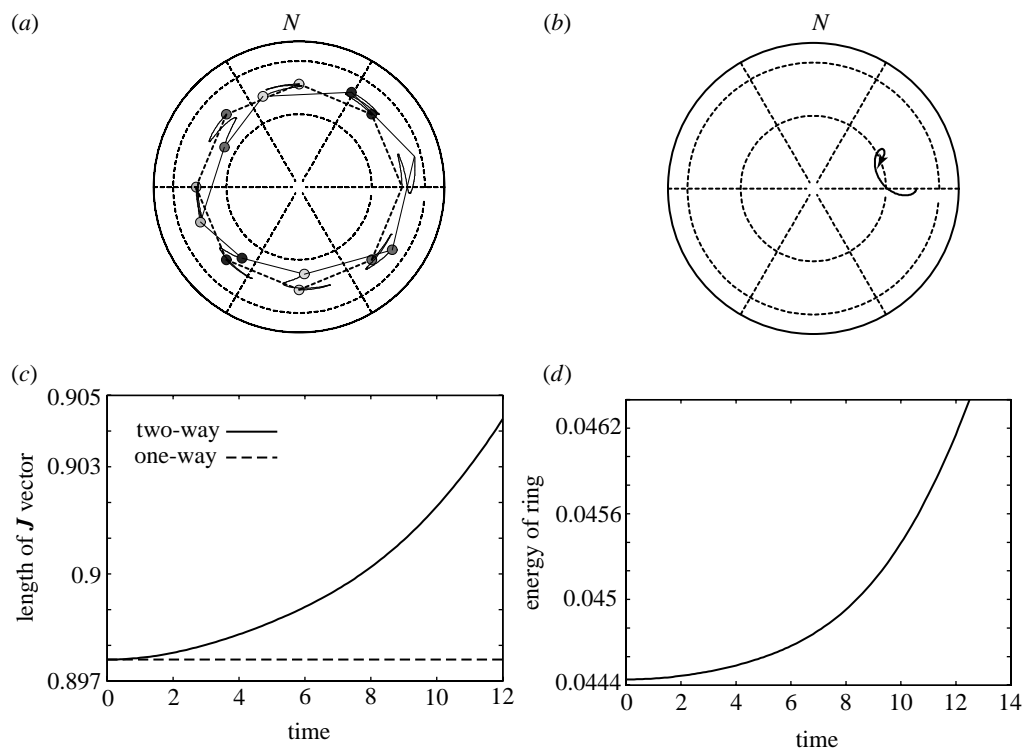 (a) N
(b) N
(c)
0.905
0.903
0.9
0.897
length of J vector
two-way
one-way
0 2 4 6 8 10 12
time
(d)
0.0462
0.0456
0.045
0.0444
energy of ring
0 2 4 6 8 10 12 14
time